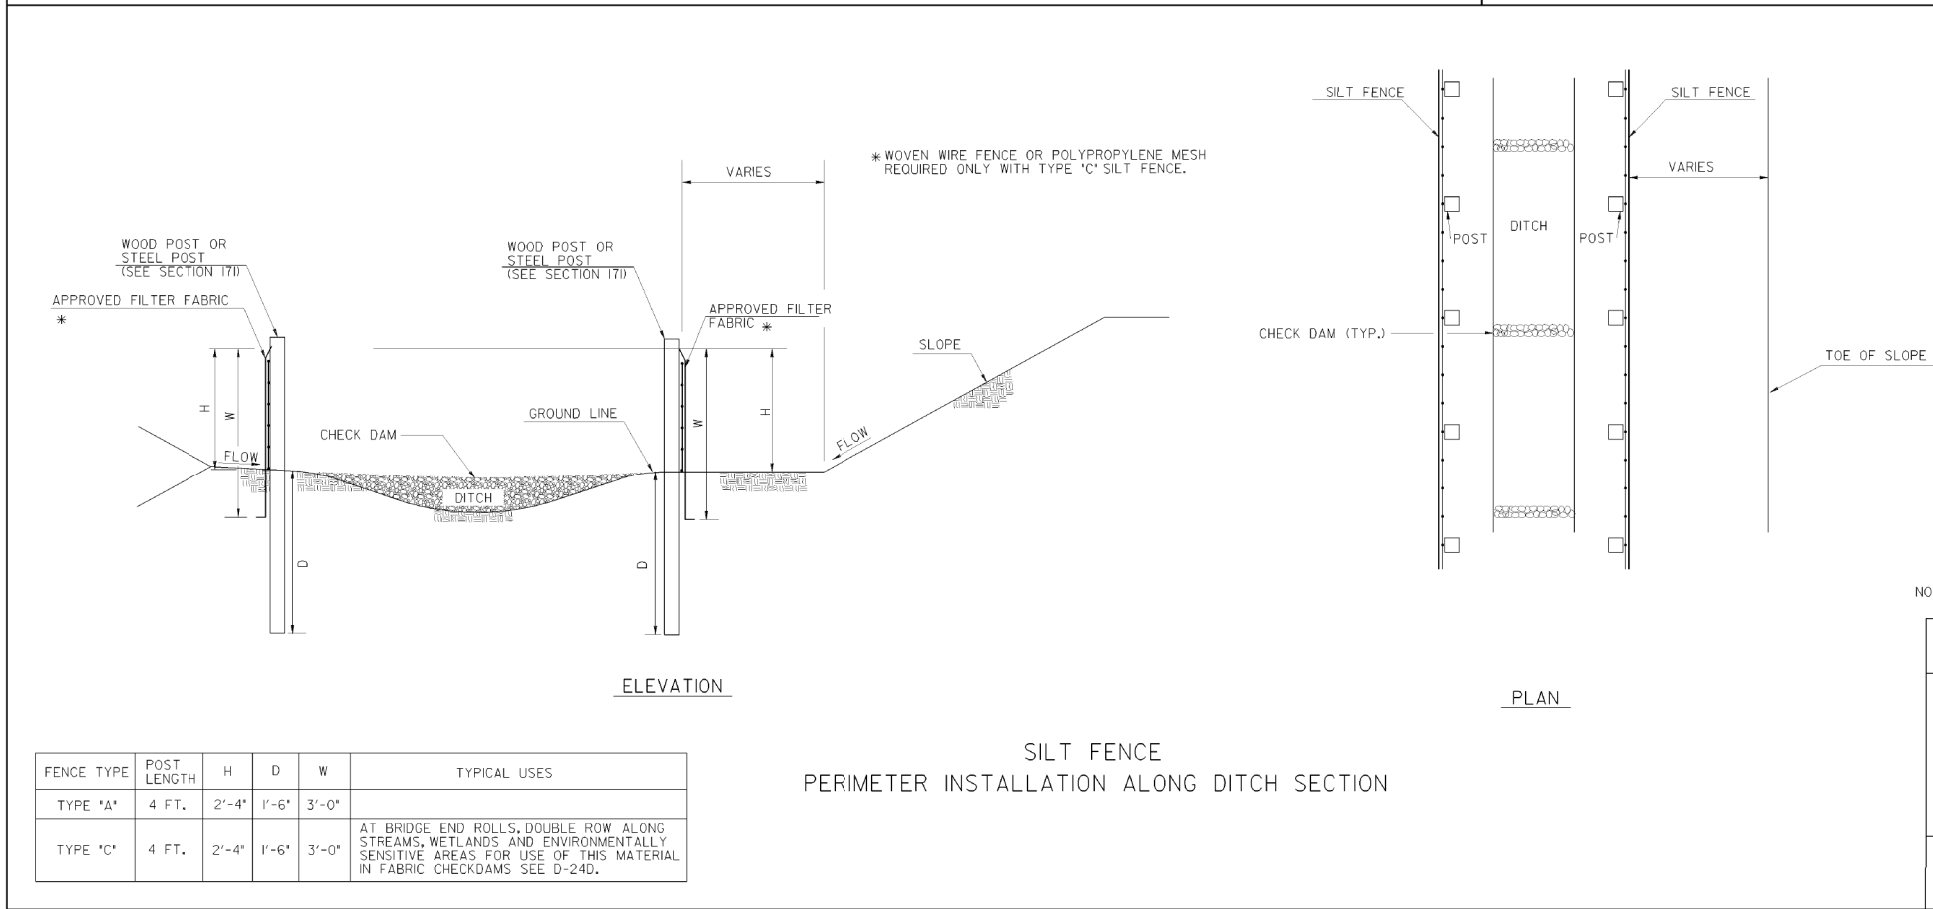 SILT FENCE
SILT FENCE
* WOVEN WIRE FENCE OR POLYPROPYLENE MESH
REQUIRED ONLY WITH TYPE "C" SILT FENCE.
VARIES
VARIES
WOOD POST OR
STEEL POST
(SEE SECTION 171)
WOOD POST OR
STEEL POST
(SEE SECTION 171)
POST
DITCH
POST
APPROVED FILTER FABRIC
*
APPROVED FILTER
FABRIC *
SLOPE
CHECK DAM (TYP.)
TOE OF SLOPE
H
W
W
H
GROUND LINE
CHECK DAM
FLOW
FLOW
DITCH
D
D
NO
ELEVATION
PLAN
SILT FENCE
PERIMETER INSTALLATION ALONG DITCH SECTION
FENCE TYPE POST LENGTH H D W TYPICAL USES
TYPE "A" 4 FT. 2'-4" 1'-6" 3'-0"
TYPE "C" 4 FT. 2'-4" 1'-6" 3'-0"
AT BRIDGE END ROLLS, DOUBLE ROW ALONG
STREAMS, WETLANDS AND ENVIRONMENTALLY
SENSITIVE AREAS FOR USE OF THIS MATERIAL
IN FABRIC CHECKDAMS SEE D-24D.